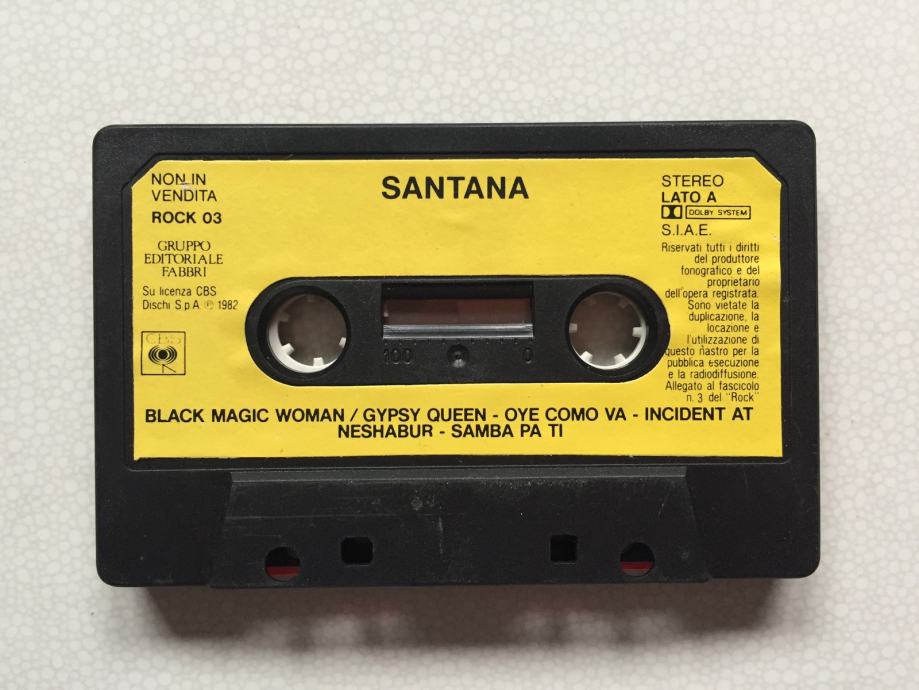 NON IN
VENDITA
ROCK 03
GRUPPO
EDITORIALE
FABBRI
Su licenza CBS
Dischi S.p.A ℗ 1982
CBS
SANTANA
STEREO
LATO A
DOLBY SYSTEM
S.I.A.E.
Riservati tutti i diritti
del produttore
fonografico e del
proprietario
dell'opera registrata.
Sono vietate la
duplicazione, la
locazione e
l'utilizzazione di
questo nastro per la
pubblica esecuzione
e la radiodiffusione.
Allegato al fascicolo
n. 3 del "Rock"
100 0
BLACK MAGIC WOMAN / GYPSY QUEEN - OYE COMO VA - INCIDENT AT
NESHABUR - SAMBA PA TI